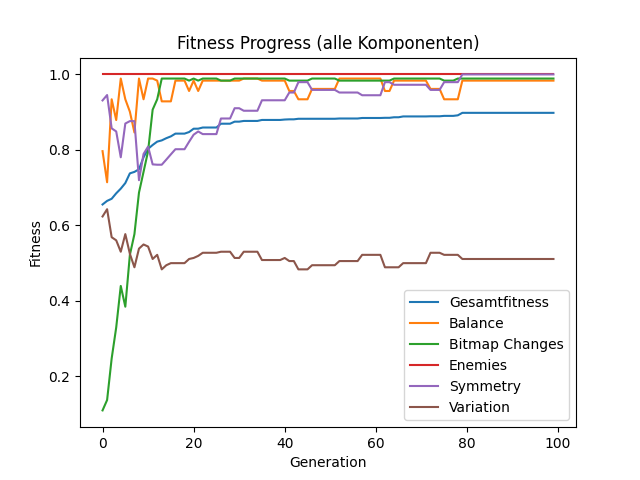 Fitness Progress (alle Komponenten)
Fitness
1.0
0.8
0.6
0.4
0.2
0
20
40
60
80
100
Generation
Gesamtfitness
Balance
Bitmap Changes
Enemies
Symmetry
Variation